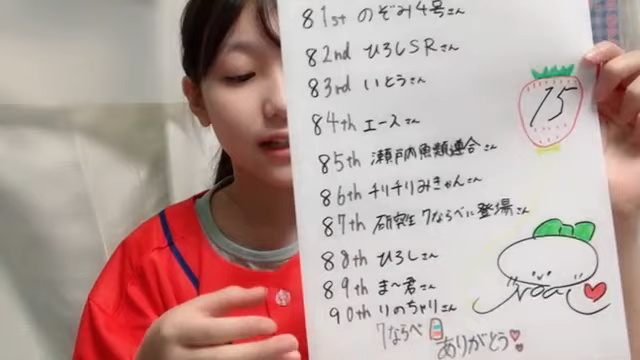 81st のぞみ4号さん
82nd ひろしSRさん
83rd いとうさん
84th エースさん
85th 瀬戸内魚類連合さん
86th チリチリみきゃんさん
87th 研究生7ならべに登場さん
88th ひろしさん
89th ま〜君さん
90th りのちゃりさん
7ならべ
ありがとう
15
Noa